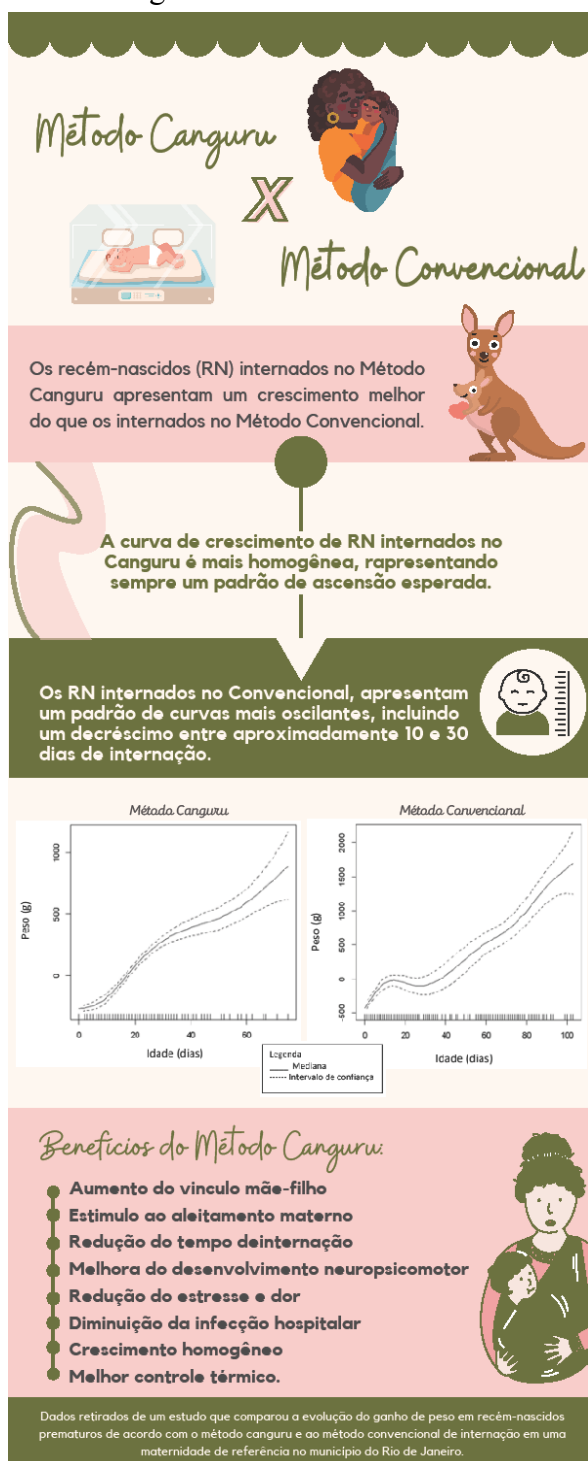 Método Canguru
X
Método Convencional
Os recém-nascidos (RN) internados no Método
Canguru apresentam um crescimento melhor
do que os internados no Método Convencional.
A curva de crescimento de RN internados no
Canguru é mais homogênea, rapresentando
sempre um padrão de ascensão esperada.
Os RN internados no Convencional, apresentam
um padrão de curvas mais oscilantes, incluindo
um decréscimo entre aproximadamente 10 e 30
dias de internação.
Método Canguru
Peso (g)
1000
500
0
0 20 40 60
Idade (dias)
Método Convencional
Peso (g)
2000
1500
1000
500
0
-500
0 20 40 60 80 100
Idade (dias)
Legenda
Mediana
Intervalo de confiança
Benefícios do Método Canguru:
Aumento do vinculo mãe-filho
Estimulo ao aleitamento materno
Redução do tempo deinternação
Melhora do desenvolvimento neuropsicomotor
Redução do estresse e dor
Diminuição da infecção hospitalar
Crescimento homogêneo
Melhor controle térmico.
Dados retirados de um estudo que comparou a evolução do ganho de peso em recém-nascidos
prematuros de acordo com o método canguru e ao método convencional de internação em uma
maternidade de referência no município do Rio de Janeiro.